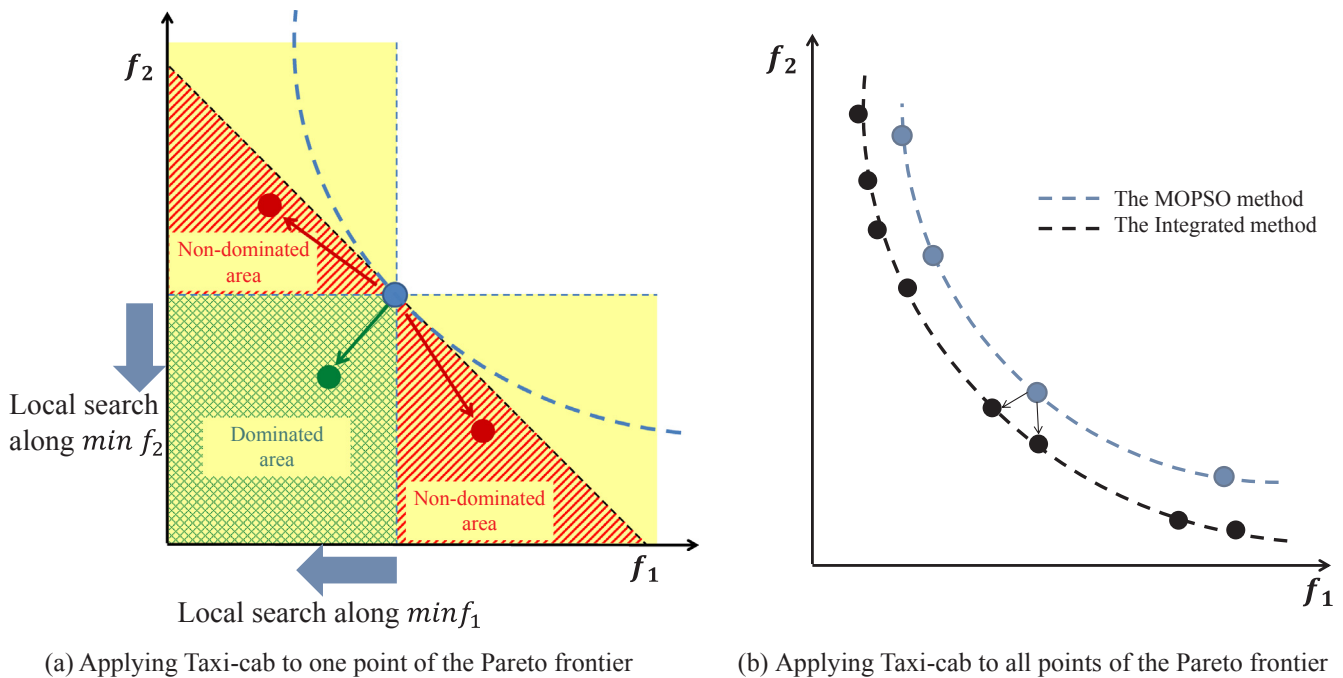 f₂
Non-dominated
area
Local search
along min f₂
Dominated
area
Non-dominated
area
f₁
Local search along minf₁
(a) Applying Taxi-cab to one point of the Pareto frontier
f₂
The MOPSO method
The Integrated method
f₁
(b) Applying Taxi-cab to all points of the Pareto frontier